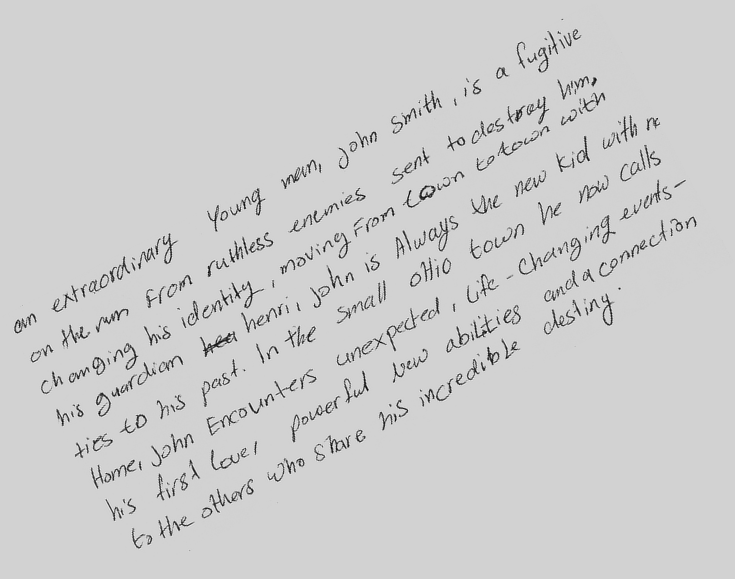 an extraordinary Young man, John Smith, is a fugitive
on the run From ruthless enemies sent to destroy him,
changing his identity, moving From town to town with
his guardian henri, John is Always the new kid with no
ties to his past. In the small oHio town he now calls
Home, John Encounters unexpected, Life-Changing events-
his first Love, powerful New abilities and a connection
to the others who share his incredible destiny.